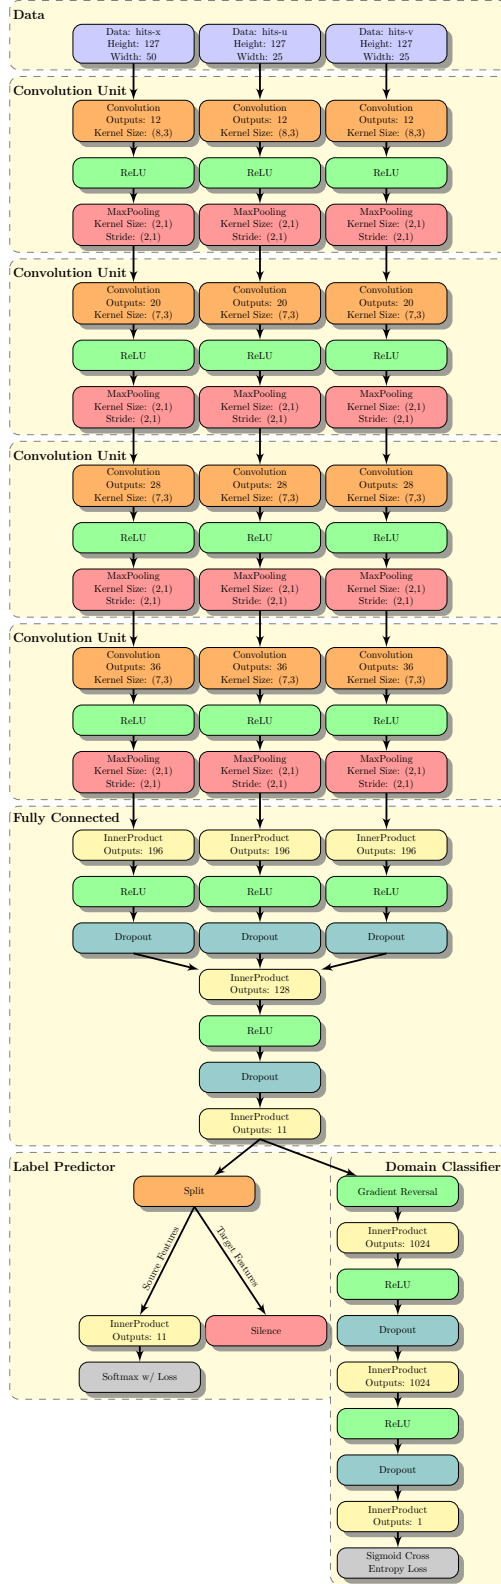 Data
Data: hits-x
Height: 127
Width: 50
Data: hits-u
Height: 127
Width: 25
Data: hits-v
Height: 127
Width: 25
Convolution Unit
Convolution
Outputs: 12
Kernel Size: (8,3)
Convolution
Outputs: 12
Kernel Size: (8,3)
Convolution
Outputs: 12
Kernel Size: (8,3)
ReLU
ReLU
ReLU
MaxPooling
Kernel Size: (2,1)
Stride: (2,1)
MaxPooling
Kernel Size: (2,1)
Stride: (2,1)
MaxPooling
Kernel Size: (2,1)
Stride: (2,1)
Convolution Unit
Convolution
Outputs: 20
Kernel Size: (7,3)
Convolution
Outputs: 20
Kernel Size: (7,3)
Convolution
Outputs: 20
Kernel Size: (7,3)
ReLU
ReLU
ReLU
MaxPooling
Kernel Size: (2,1)
Stride: (2,1)
MaxPooling
Kernel Size: (2,1)
Stride: (2,1)
MaxPooling
Kernel Size: (2,1)
Stride: (2,1)
Convolution Unit
Convolution
Outputs: 28
Kernel Size: (7,3)
Convolution
Outputs: 28
Kernel Size: (7,3)
Convolution
Outputs: 28
Kernel Size: (7,3)
ReLU
ReLU
ReLU
MaxPooling
Kernel Size: (2,1)
Stride: (2,1)
MaxPooling
Kernel Size: (2,1)
Stride: (2,1)
MaxPooling
Kernel Size: (2,1)
Stride: (2,1)
Convolution Unit
Convolution
Outputs: 36
Kernel Size: (7,3)
Convolution
Outputs: 36
Kernel Size: (7,3)
Convolution
Outputs: 36
Kernel Size: (7,3)
ReLU
ReLU
ReLU
MaxPooling
Kernel Size: (2,1)
Stride: (2,1)
MaxPooling
Kernel Size: (2,1)
Stride: (2,1)
MaxPooling
Kernel Size: (2,1)
Stride: (2,1)
Fully Connected
InnerProduct
Outputs: 196
InnerProduct
Outputs: 196
InnerProduct
Outputs: 196
ReLU
ReLU
ReLU
Dropout
Dropout
Dropout
InnerProduct
Outputs: 128
ReLU
Dropout
InnerProduct
Outputs: 11
Label Predictor
Split
Source Features
Target Features
InnerProduct
Outputs: 11
Silence
Softmax w/ Loss
Domain Classifier
Gradient Reversal
InnerProduct
Outputs: 1024
ReLU
Dropout
InnerProduct
Outputs: 1024
ReLU
Dropout
InnerProduct
Outputs: 1
Sigmoid Cross
Entropy Loss